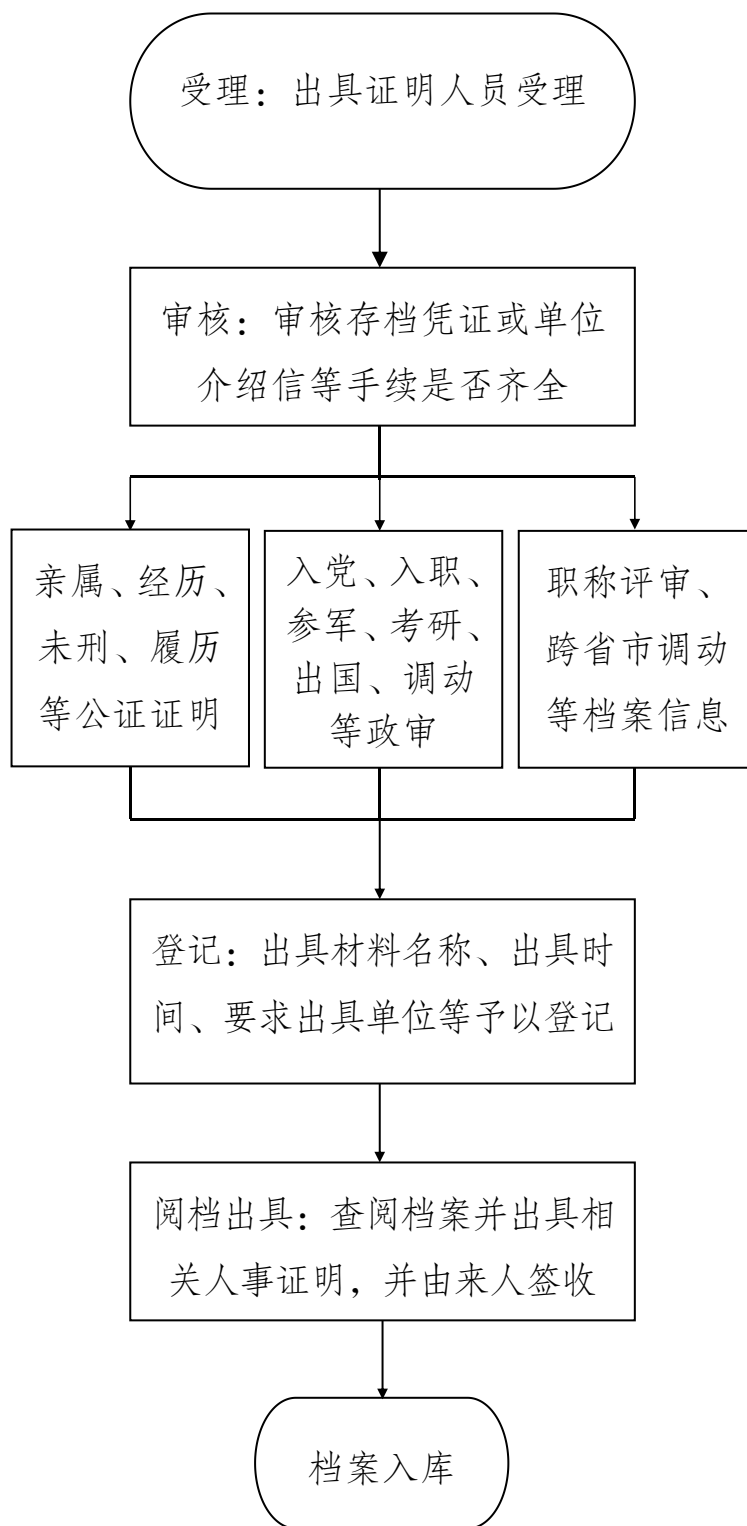 受理：出具证明人员受理
审核：审核存档凭证或单位
介绍信等手续是否齐全
亲属、经历、
未刑、履历
等公证证明
入党、入职、
参军、考研、
出国、调动
等政审
职称评审、
跨省市调动
等档案信息
登记：出具材料名称、出具时
间、要求出具单位等予以登记
阅档出具：查阅档案并出具相
关人事证明，并由来人签收
档案入库